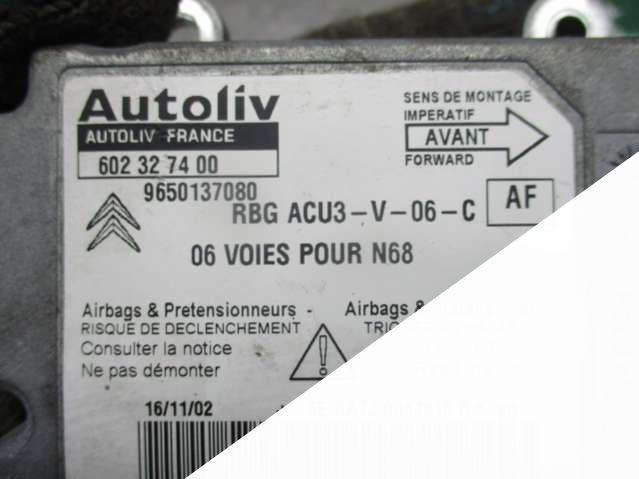 Autoliv
AUTOLIV FRANCE
602 32 74 00
9650137080
SENS DE MONTAGE
IMPERATIF
AVANT
FORWARD
RBG ACU3-V-06-C AF
06 VOIES POUR N68
Airbags & Pretensionneurs -
RISQUE DE DECLENCHEMENT
Consulter la notice
Ne pas démonter
Airbags &
16/11/02